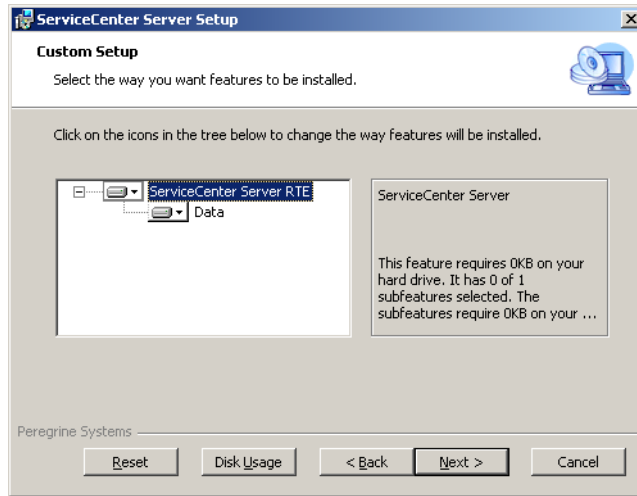 ServiceCenter Server Setup
Custom Setup
Select the way you want features to be installed.
Click on the icons in the tree below to change the way features will be installed.
ServiceCenter Server RTE
Data
ServiceCenter Server
This feature requires 0KB on your
hard drive. It has 0 of 1
subfeatures selected. The
subfeatures require 0KB on your ...
Peregrine Systems
Reset
Disk Usage
< Back
Next >
Cancel